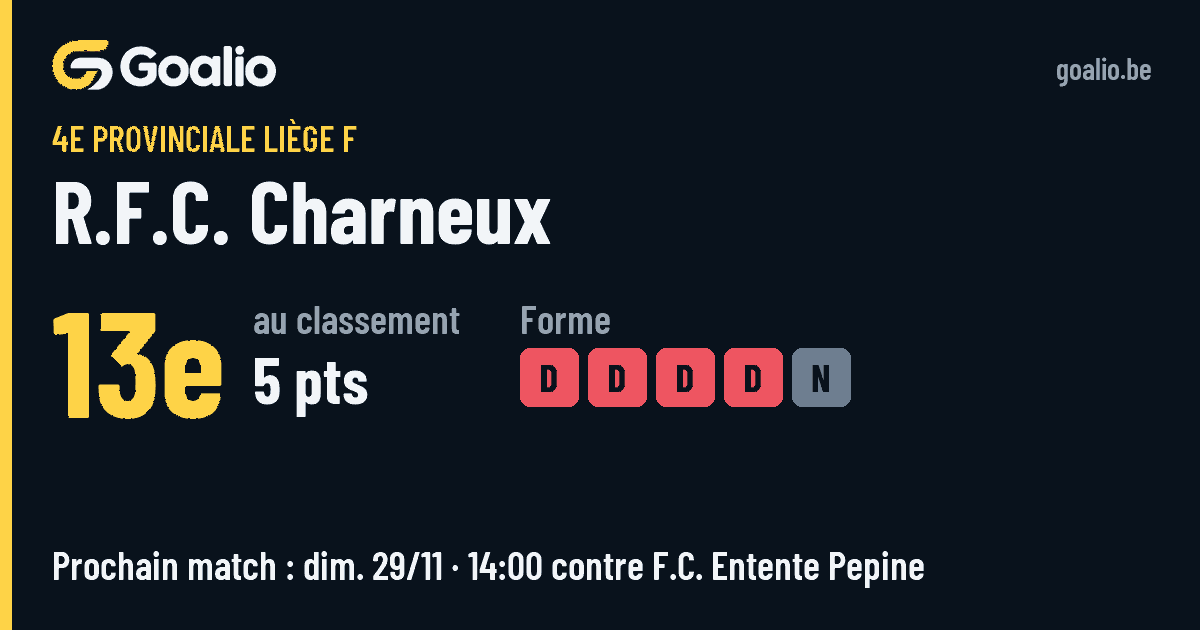 Goalio
goalio.be
4E PROVINCIALE LIÈGE F
R.F.C. Charneux
13e
au classement
5 pts
Forme
D D D D N
Prochain match : dim. 29/11 · 14:00 contre F.C. Entente Pepine